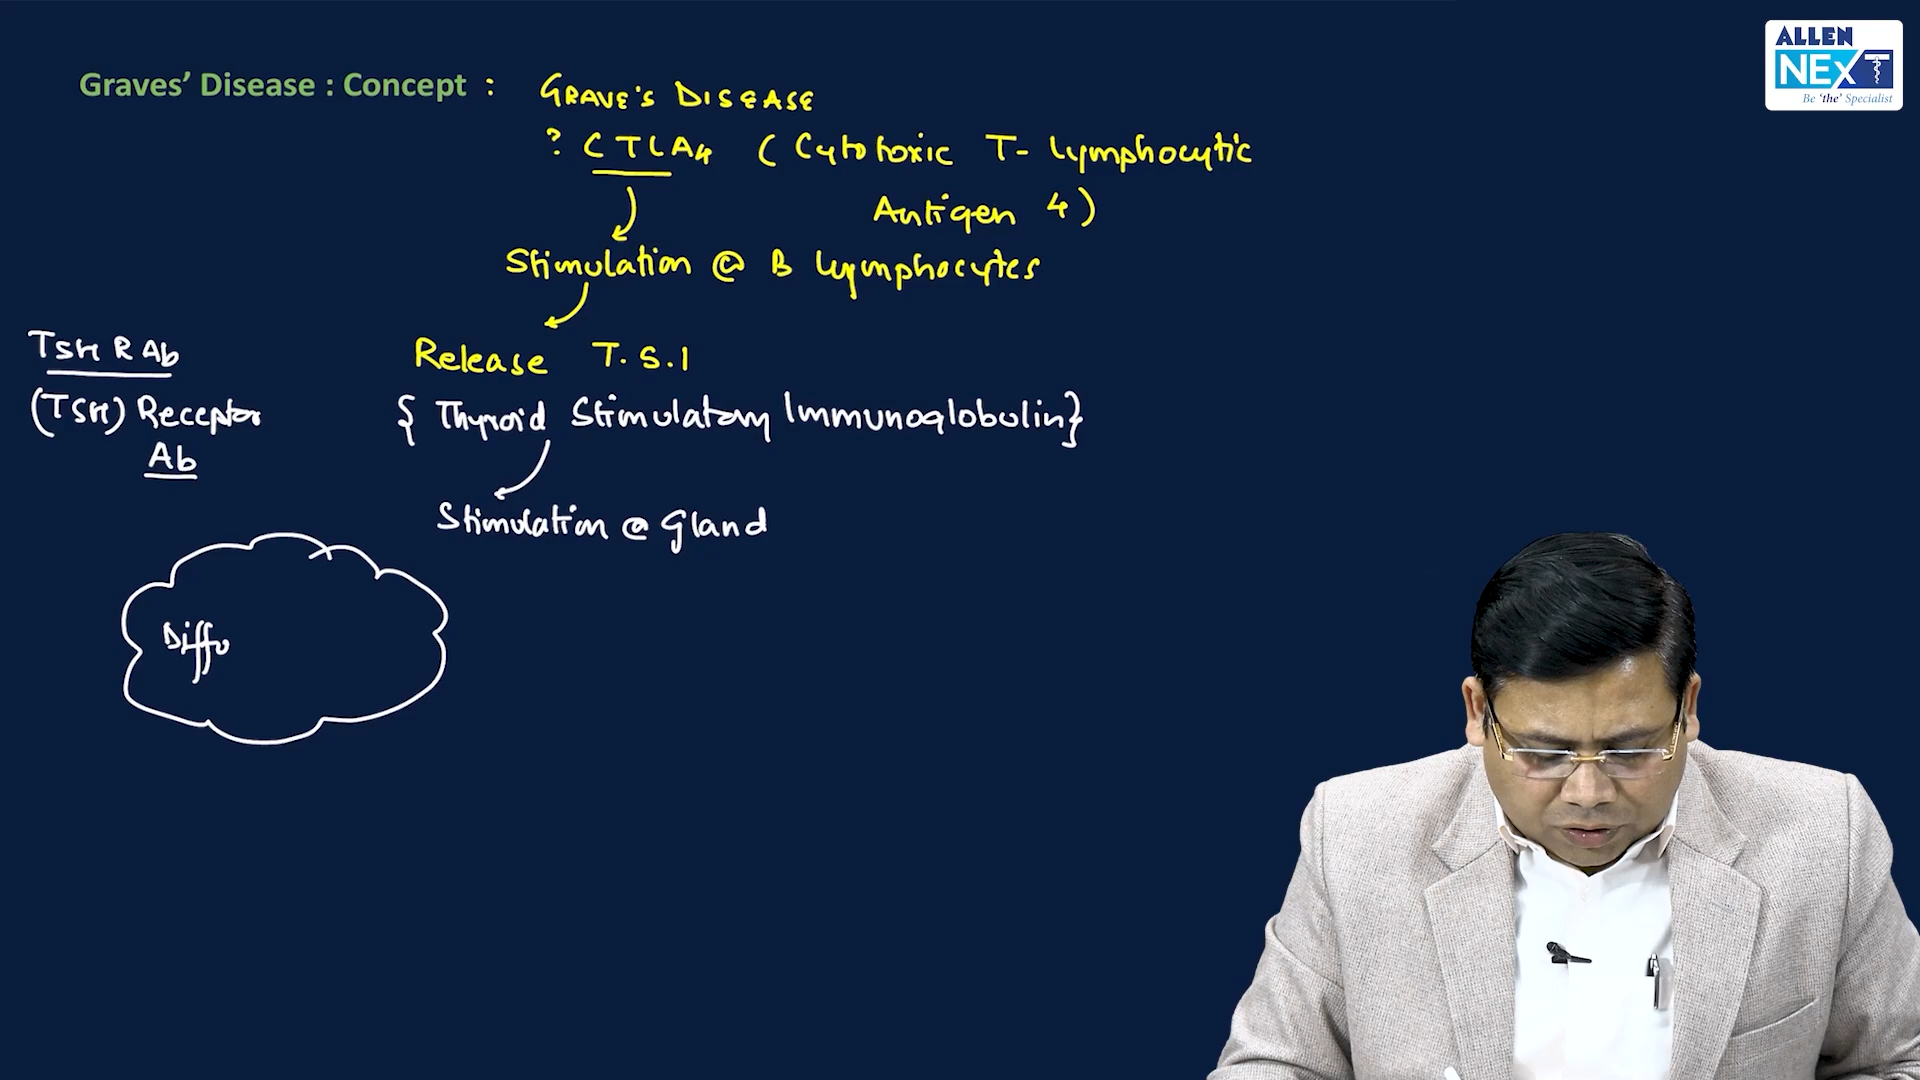 ALLEN
NEXT
Be 'the' Specialist
Graves' Disease : Concept :
GRAVE'S DISEASE
? CTLA4 (Cytotoxic T- Lymphocytic
Antigen 4)
Stimulation @ B Lymphocytes
Release T.S.I
{ Thyroid Stimulatory Immunoglobulin}
Stimulation @ Gland
TSH R Ab
(TSH) Receptor
Ab
Diffu